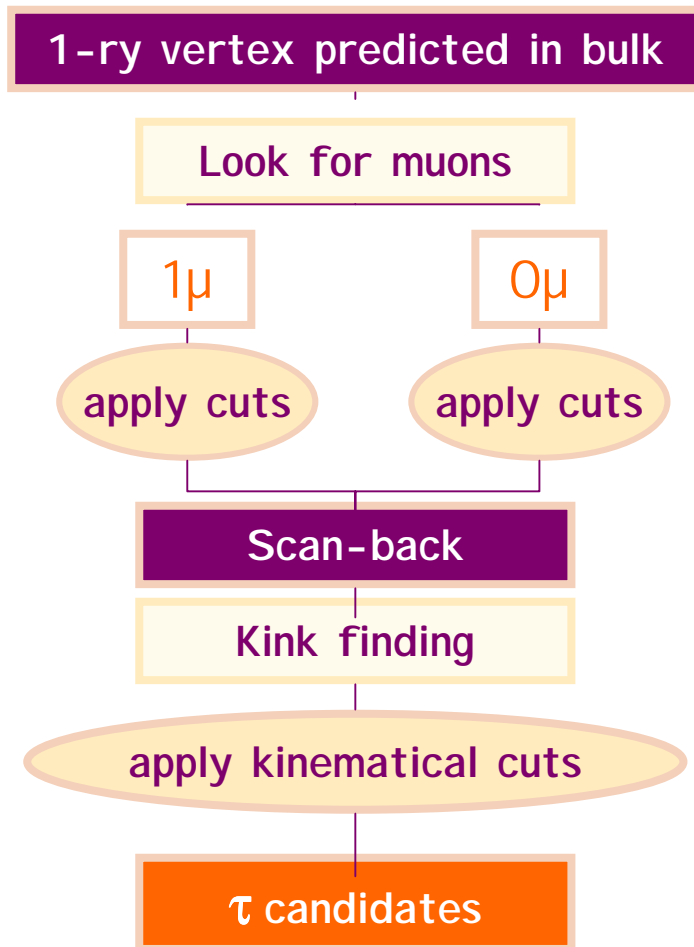 1-ry vertex predicted in bulk
Look for muons
1μ
0μ
apply cuts
apply cuts
Scan-back
Kink finding
apply kinematical cuts
τ candidates